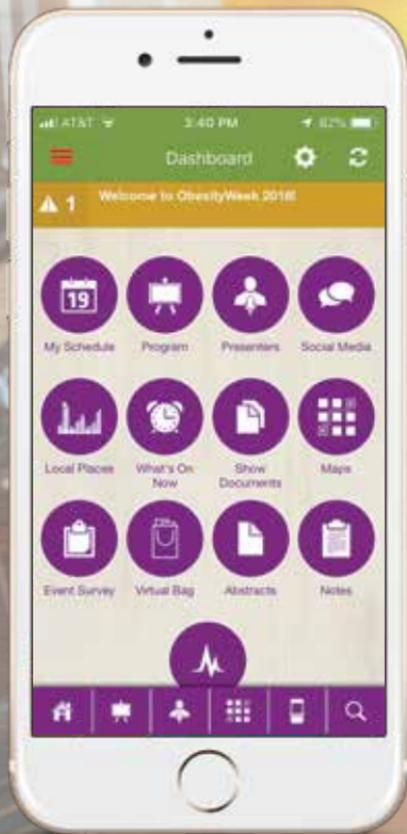 AT&T 3:40 PM 82%
Dashboard
1 Welcome to ObesityWeek 2016!
19
My Schedule Program Presenters Social Media
Local Places What's On Now Show Documents Maps
Event Survey Virtual Bag Abstracts Notes